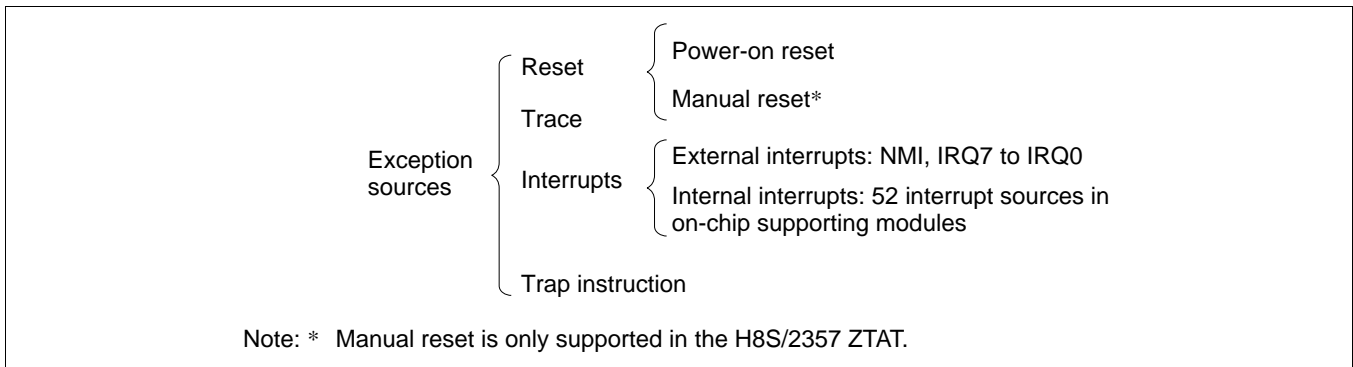 Exception
sources
Reset
Power-on reset
Manual reset*
Trace
Interrupts
External interrupts: NMI, IRQ7 to IRQ0
Internal interrupts: 52 interrupt sources in
on-chip supporting modules
Trap instruction
Note: * Manual reset is only supported in the H8S/2357 ZTAT.